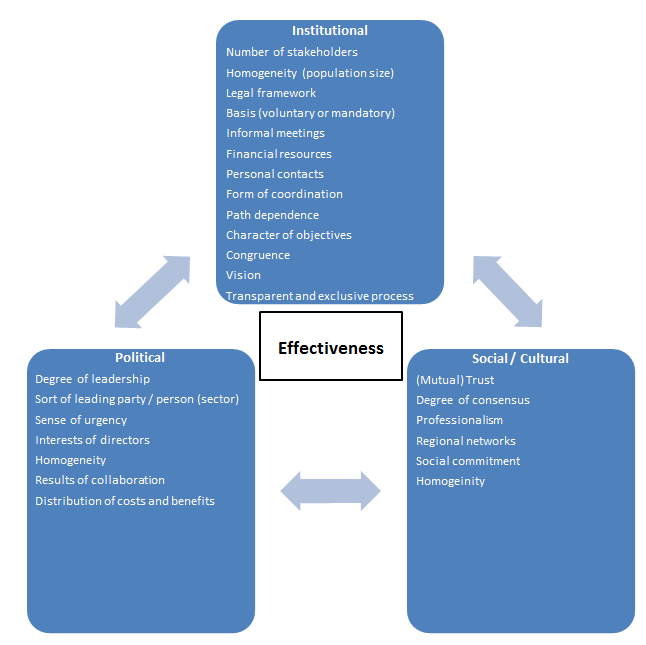 Institutional
Number of stakeholders
Homogeneity (population size)
Legal framework
Basis (voluntary or mandatory)
Informal meetings
Financial resources
Personal contacts
Form of coordination
Path dependence
Character of objectives
Congruence
Vision
Transparent and exclusive process
Effectiveness
Political
Degree of leadership
Sort of leading party / person (sector)
Sense of urgency
Interests of directors
Homogeneity
Results of collaboration
Distribution of costs and benefits
Social / Cultural
(Mutual) Trust
Degree of consensus
Professionalism
Regional networks
Social commitment
Homogeinity